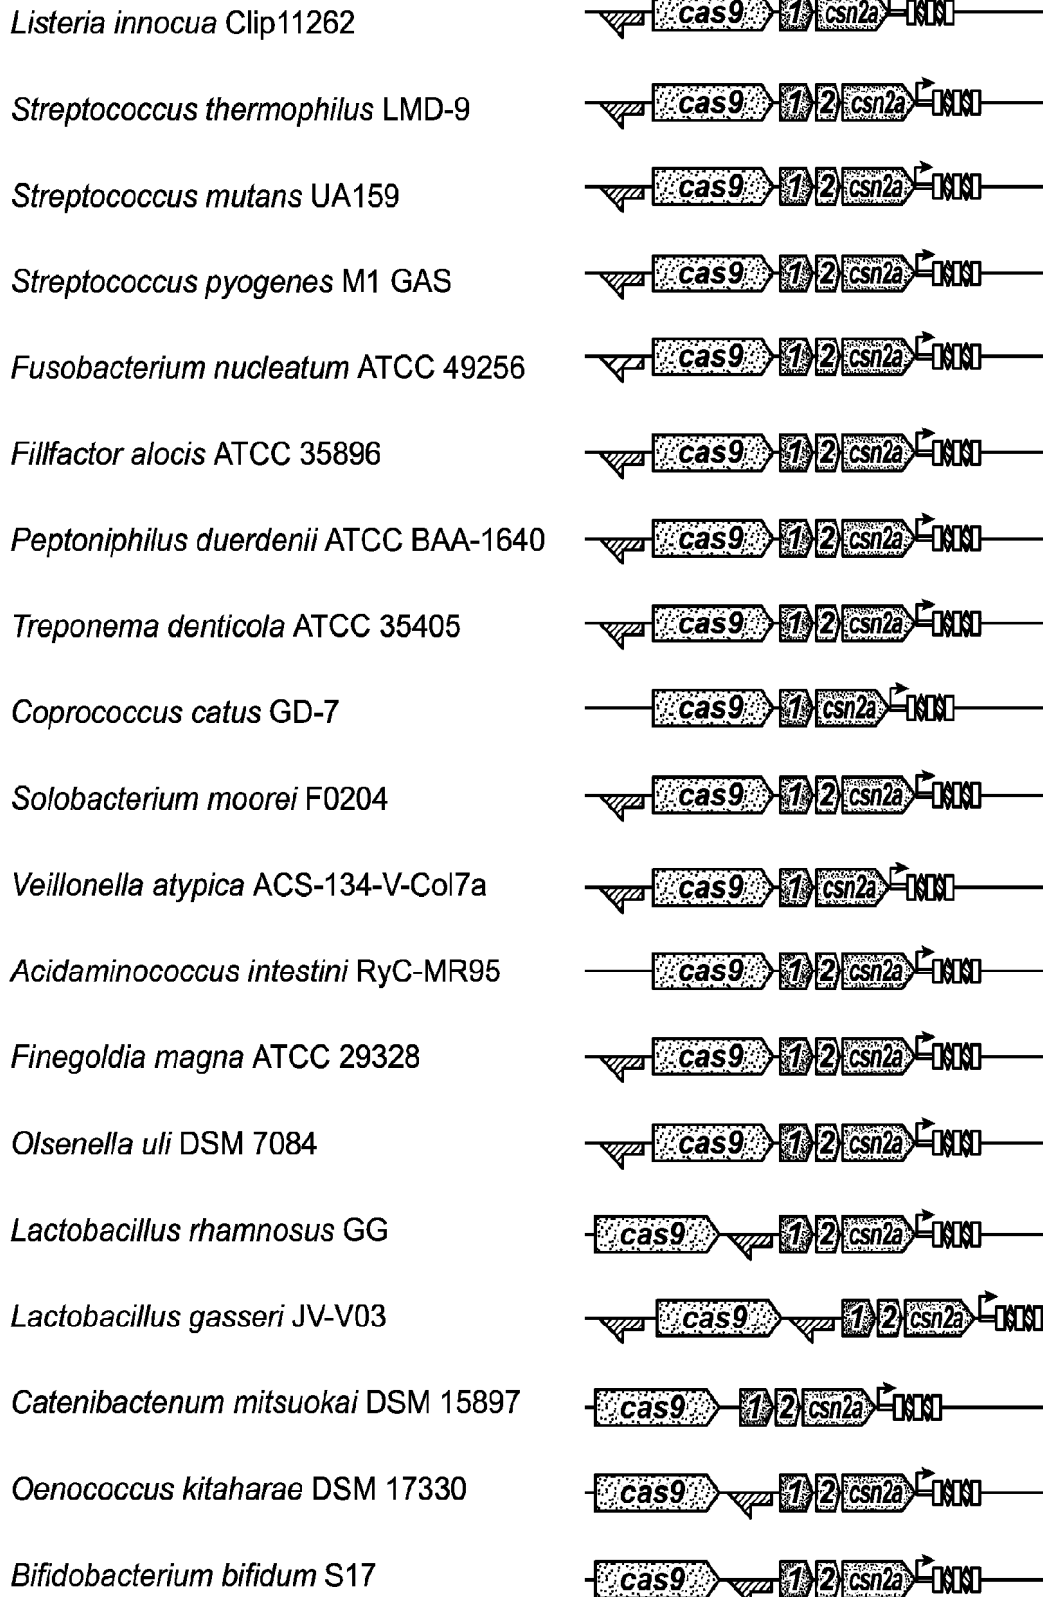 Listeria innocua Clip11262 cas9 1 csn2a
Streptococcus thermophilus LMD-9 cas9 1 2 csn2a
Streptococcus mutans UA159 cas9 1 2 csn2a
Streptococcus pyogenes M1 GAS cas9 1 2 csn2a
Fusobacterium nucleatum ATCC 49256 cas9 1 2 csn2a
Fillfactor alocis ATCC 35896 cas9 1 2 csn2a
Peptoniphilus duerdenii ATCC BAA-1640 cas9 1 2 csn2a
Treponema denticola ATCC 35405 cas9 1 2 csn2a
Coprococcus catus GD-7 cas9 1 csn2a
Solobacterium moorei F0204 cas9 1 2 csn2a
Veillonella atypica ACS-134-V-Col7a cas9 1 csn2a
Acidaminococcus intestini RyC-MR95 cas9 1 2 csn2a
Finegoldia magna ATCC 29328 cas9 1 2 csn2a
Olsenella uli DSM 7084 cas9 1 2 csn2a
Lactobacillus rhamnosus GG cas9 1 2 csn2a
Lactobacillus gasseri JV-V03 cas9 1 2 csn2a
Catenibactenum mitsuokai DSM 15897 cas9 1 2 csn2a
Oenococcus kitaharae DSM 17330 cas9 1 2 csn2a
Bifidobacterium bifidum S17 cas9 1 2 csn2a